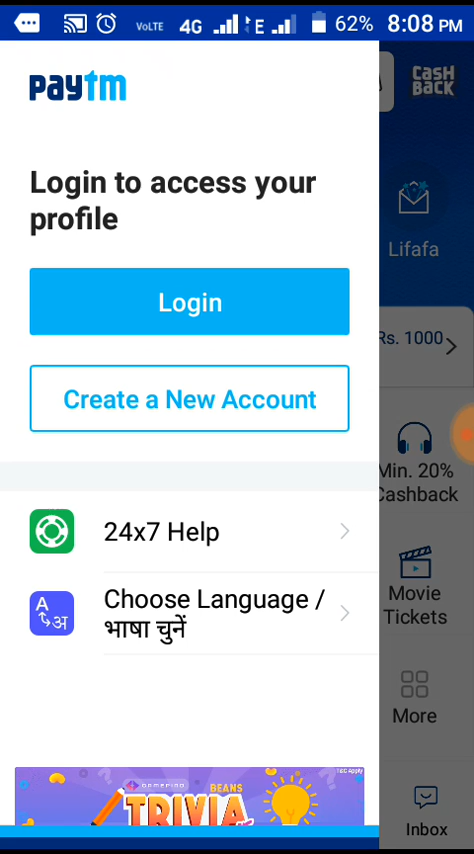 VoLTE 4G E 62% 8:08 PM
paytm
CASH
BACK
Login to access your
profile
Lifafa
Login
Rs. 1000
Create a New Account
Min. 20%
Cashback
24x7 Help
Movie
Tickets
A
अ
Choose Language /
भाषा चुनें
More
T&C Apply
GAMEPIND
BEANS
TRIVIA
Inbox